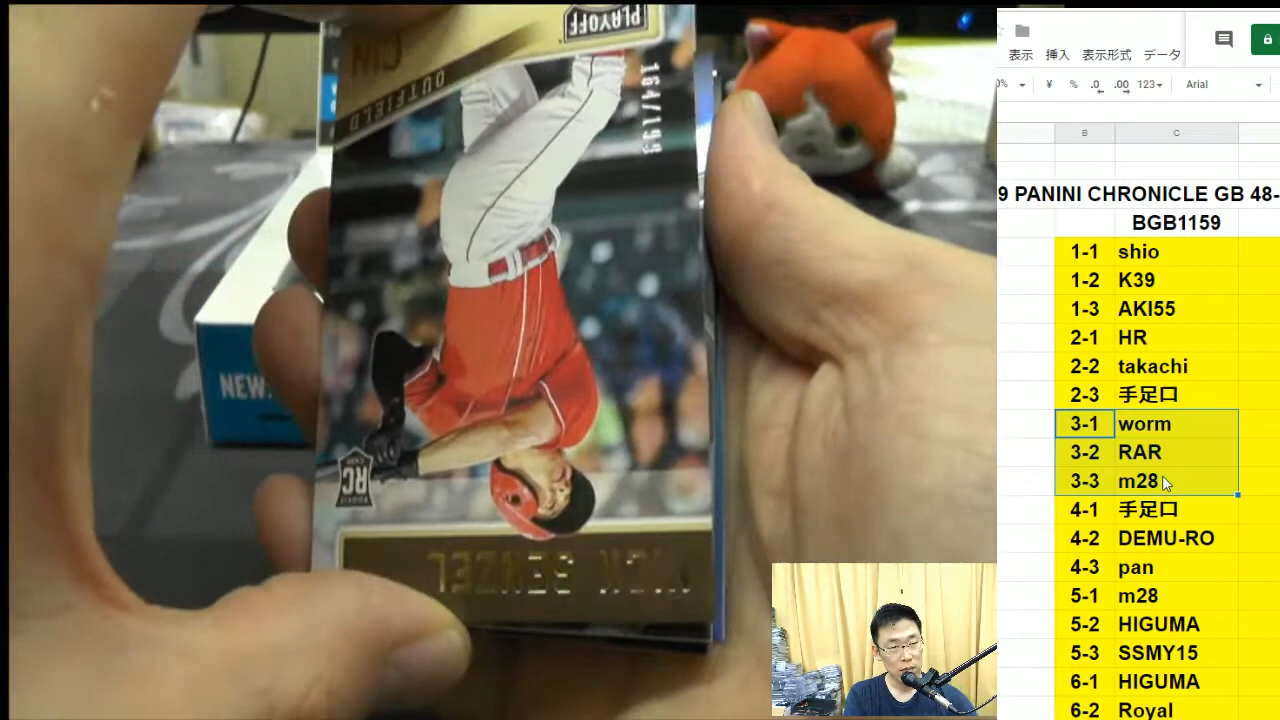 PLAYOFF
CIN
OUTFIELD
164/199
RC
NICK SENZEL
NEW
表示 挿入 表示形式 データ
% .0 .00 123 Arial
B C
9 PANINI CHRONICLE GB 48-
BGB1159
1-1 shio
1-2 K39
1-3 AKI55
2-1 HR
2-2 takachi
2-3 手足口
3-1 worm
3-2 RAR
3-3 m28
4-1 手足口
4-2 DEMU-RO
4-3 pan
5-1 m28
5-2 HIGUMA
5-3 SSMY15
6-1 HIGUMA
6-2 Royal